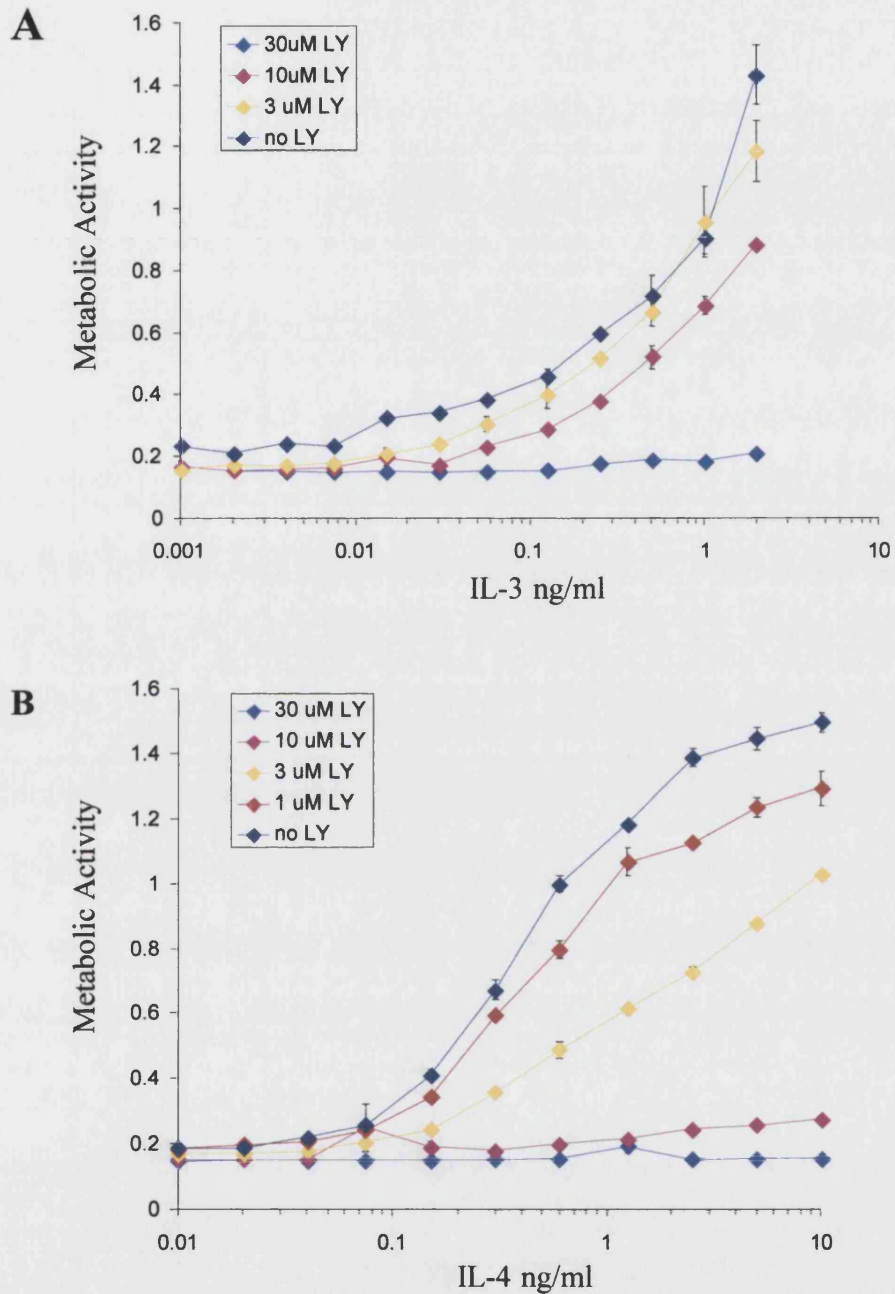 A
30uM LY
10uM LY
3 uM LY
no LY
Metabolic Activity
1.6
1.4
1.2
1
0.8
0.6
0.4
0.2
0
0.001
0.01
0.1
1
10
IL-3 ng/ml
B
30 uM LY
10 uM LY
3 uM LY
1 uM LY
no LY
Metabolic Activity
1.6
1.4
1.2
1
0.8
0.6
0.4
0.2
0
0.01
0.1
1
10
IL-4 ng/ml